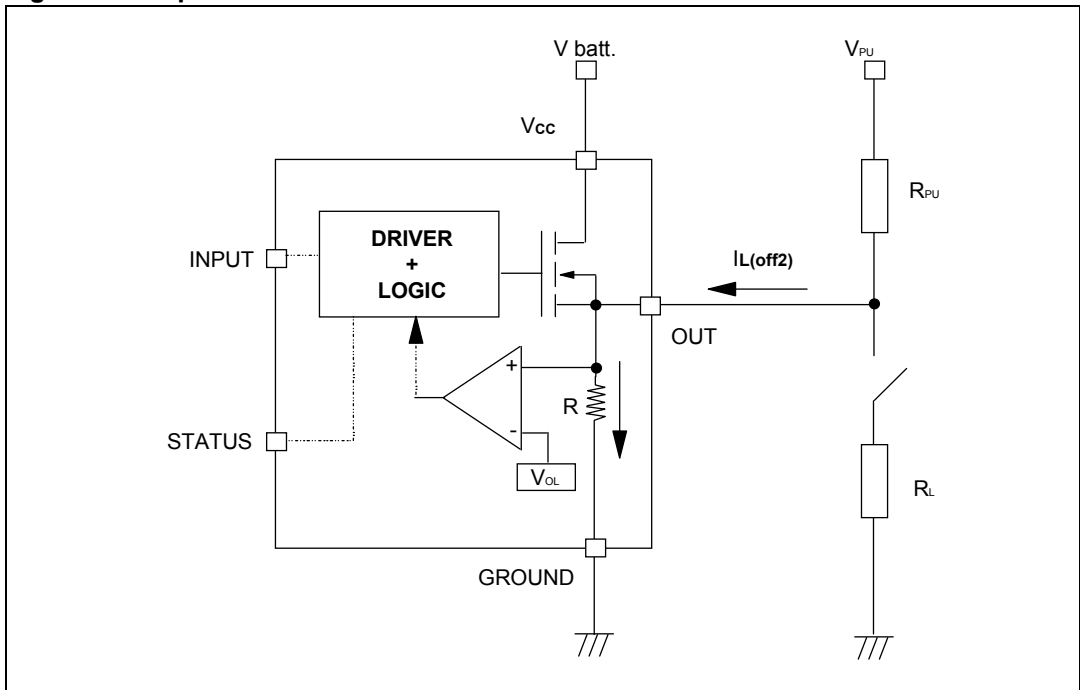 V batt.
VPU
Vcc
RPU
DRIVER
+
LOGIC
INPUT
IL(off2)
OUT
+
R
-
STATUS
VOL
RL
GROUND